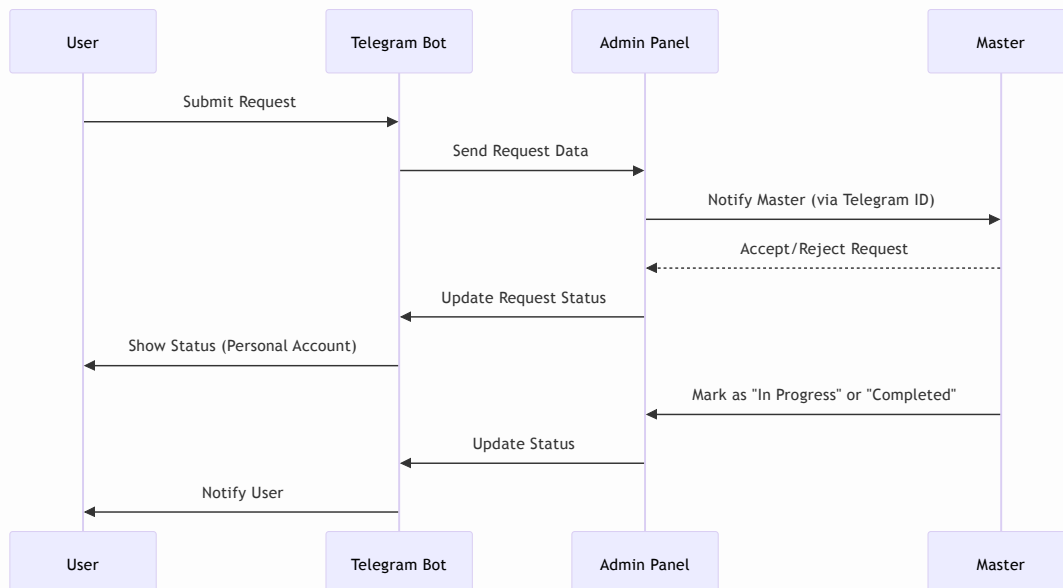 User
Telegram Bot
Admin Panel
Master
Submit Request
Send Request Data
Notify Master (via Telegram ID)
Accept/Reject Request
Update Request Status
Show Status (Personal Account)
Mark as "In Progress" or "Completed"
Update Status
Notify User
User
Telegram Bot
Admin Panel
Master